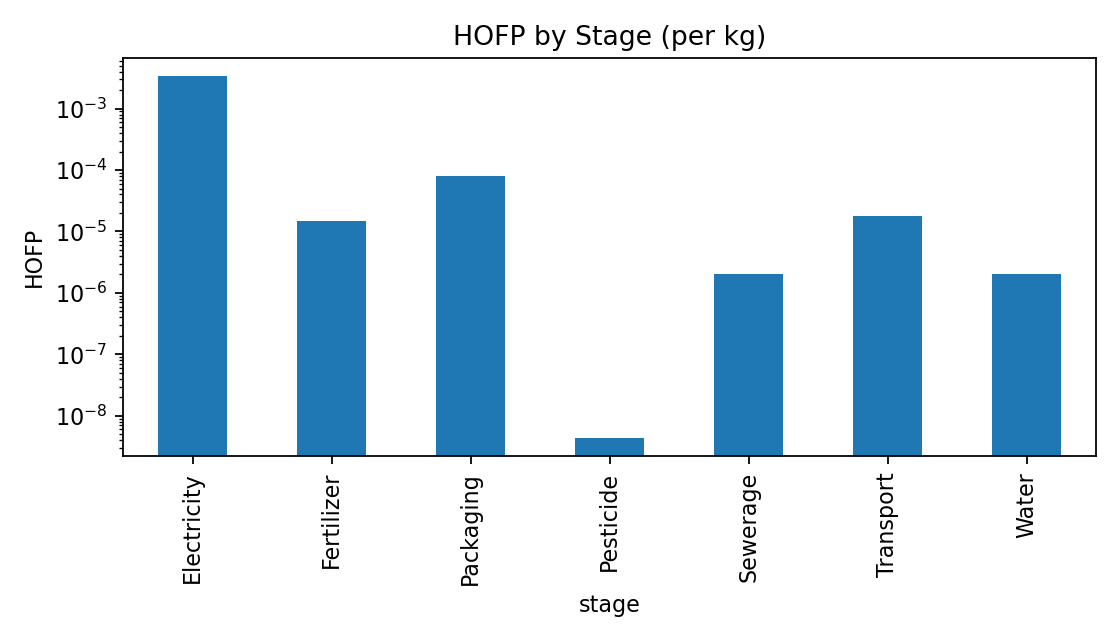 HOFP by Stage (per kg)
HOFP
10⁻³
10⁻⁴
10⁻⁵
10⁻⁶
10⁻⁷
10⁻⁸
Electricity
Fertilizer
Packaging
Pesticide
Sewerage
Transport
Water
stage